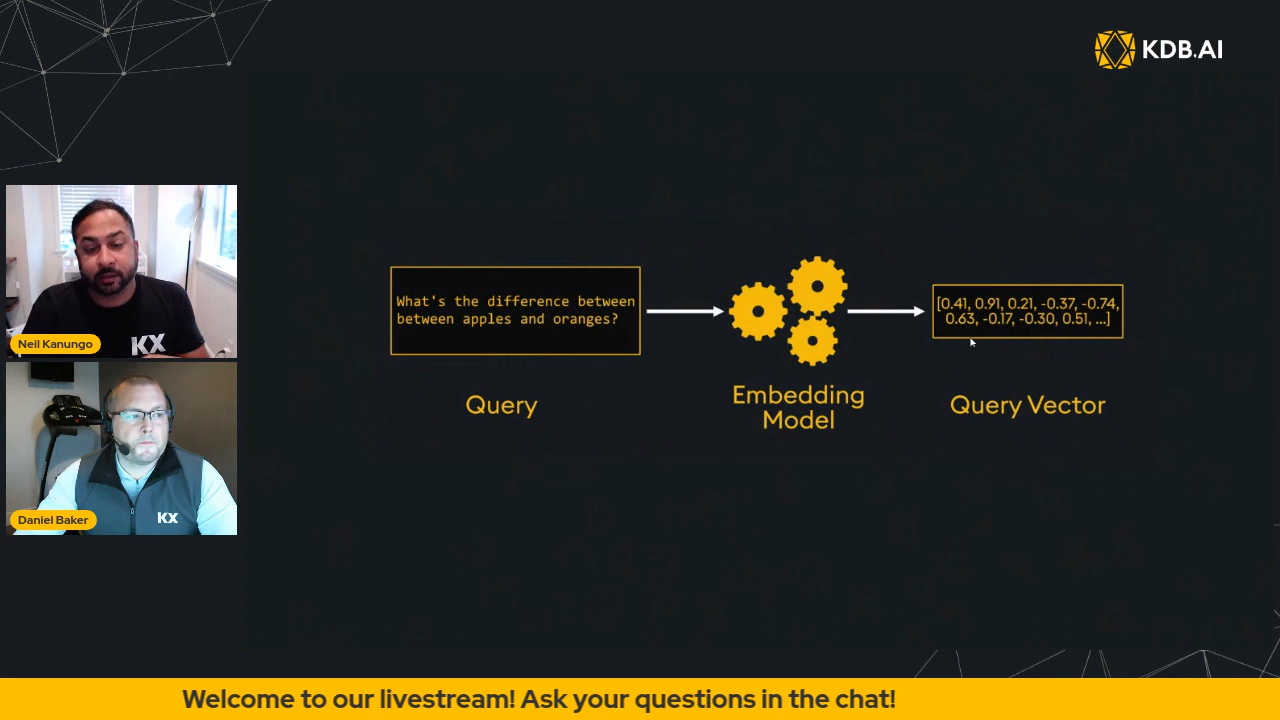 KDB.AI
KX
Neil Kanungo
KX
Daniel Baker
What's the difference between
between apples and oranges?
[0.41, 0.91, 0.21, -0.37, -0.74,
0.63, -0.17, -0.30, 0.51, ...]
Query
Embedding
Model
Query Vector
Welcome to our livestream! Ask your questions in the chat!